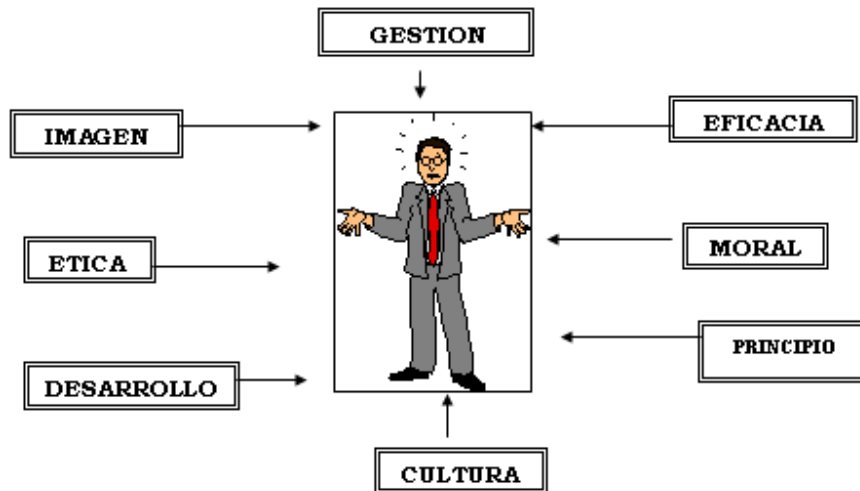 GESTION
IMAGEN
EFICACIA
ETICA
MORAL
DESARROLLO
PRINCIPIO
CULTURA